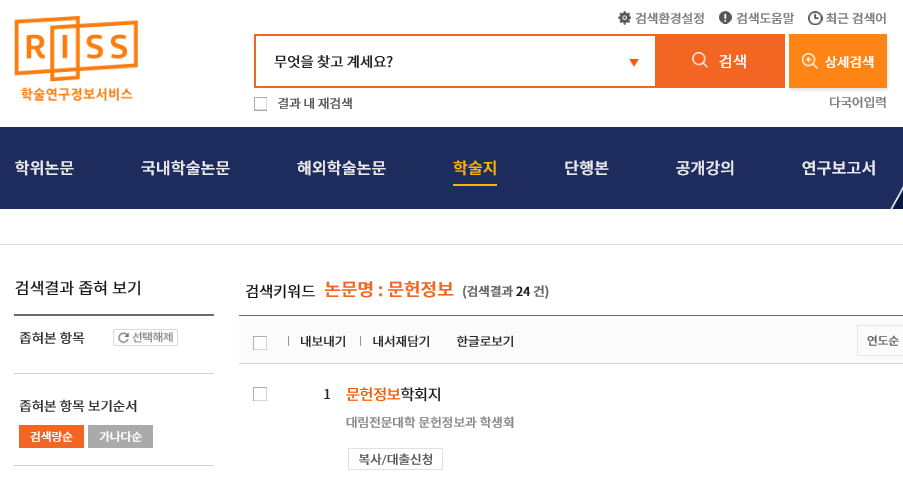 RISS
학술연구정보서비스
검색환경설정 검색도움말 최근 검색어
무엇을 찾고 계세요? 검색 상세검색
결과 내 재검색 다국어입력
학위논문 국내학술논문 해외학술논문 학술지 단행본 공개강의 연구보고서
검색결과 좁혀 보기
좁혀본 항목 선택해제
좁혀본 항목 보기순서
검색량순 가나다순
검색키워드 논문명 : 문헌정보 (검색결과 24 건)
내보내기 내서재담기 한글로보기 연도순
1 문헌정보학회지
대림전문대학 문헌정보과 학생회
복사/대출신청